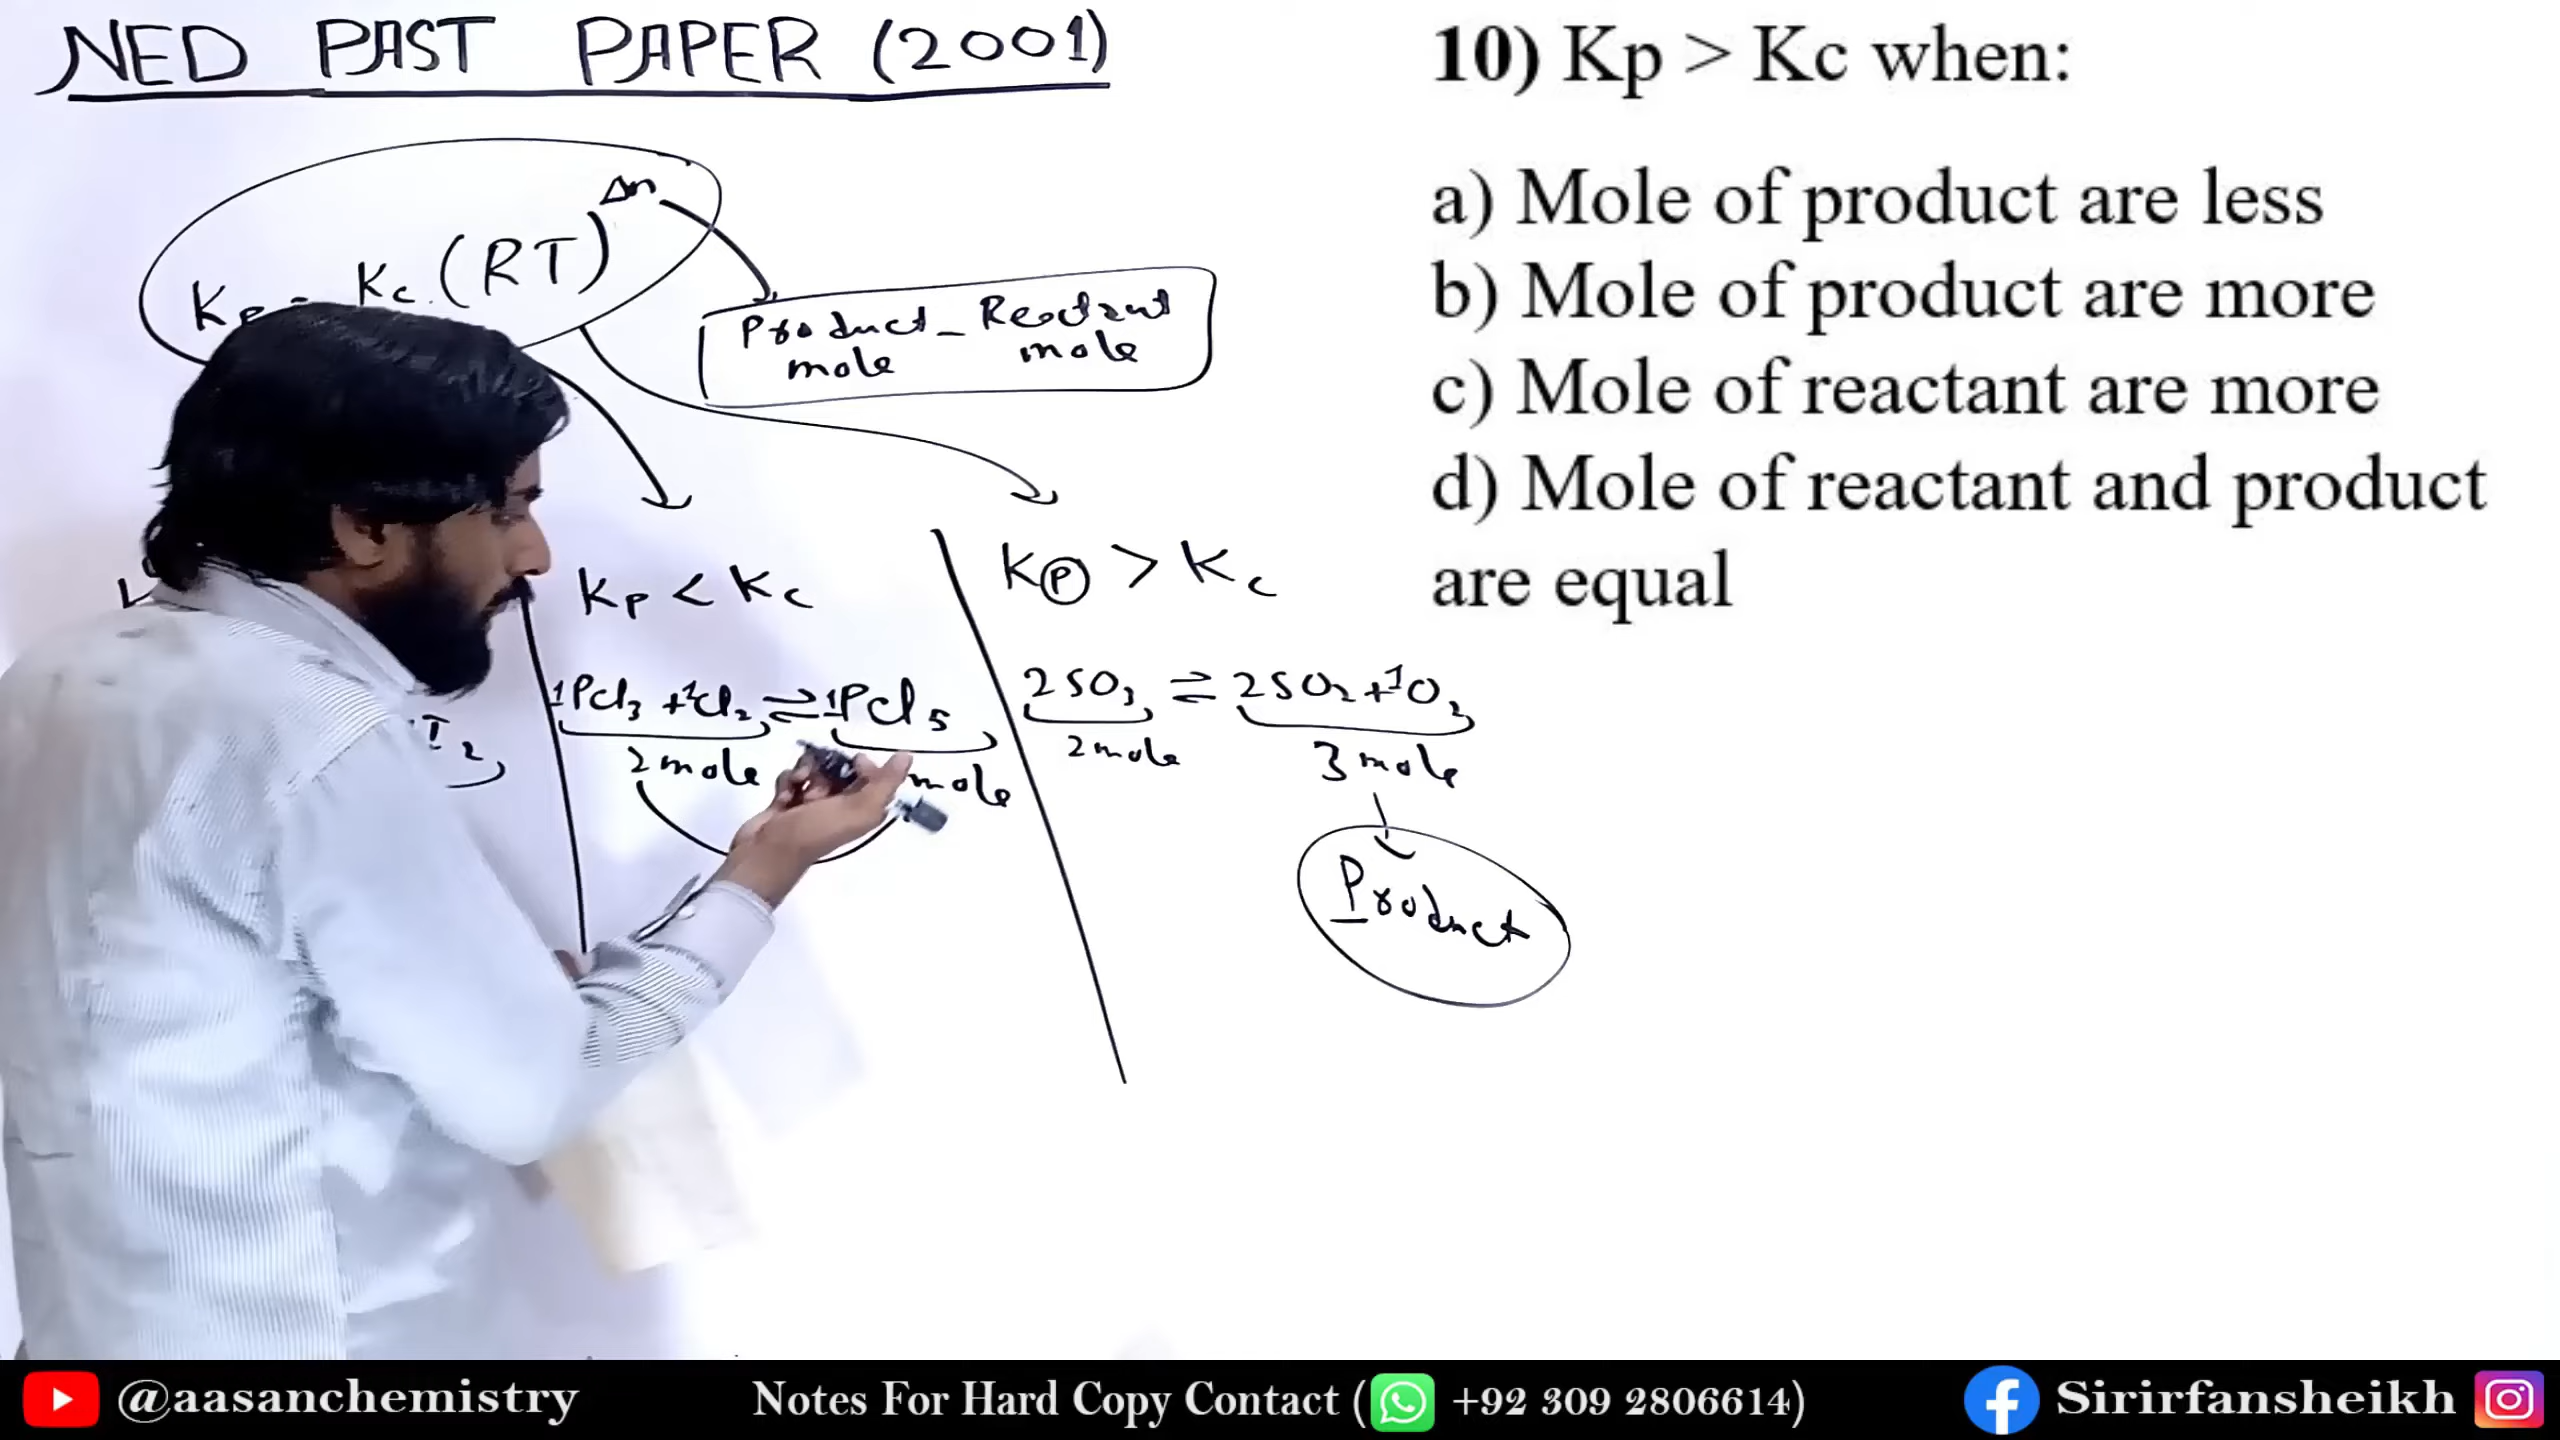 NED PAST PAPER (2001)
Kp = Kc (RT)^Δn
Product mole – Reactant mole
Kp < Kc
1PCl3 + 1Cl2 ⇌ 1PCl5
2 mole
mole
Kp > Kc
2SO3 ⇌ 2SO2 + 1O2
2 mole
3 mole
Product
I2
10) Kp > Kc when:
a) Mole of product are less
b) Mole of product are more
c) Mole of reactant are more
d) Mole of reactant and product
are equal
@aasanchemistry
Notes For Hard Copy Contact ( +92 309 2806614)
Sirirfansheikh